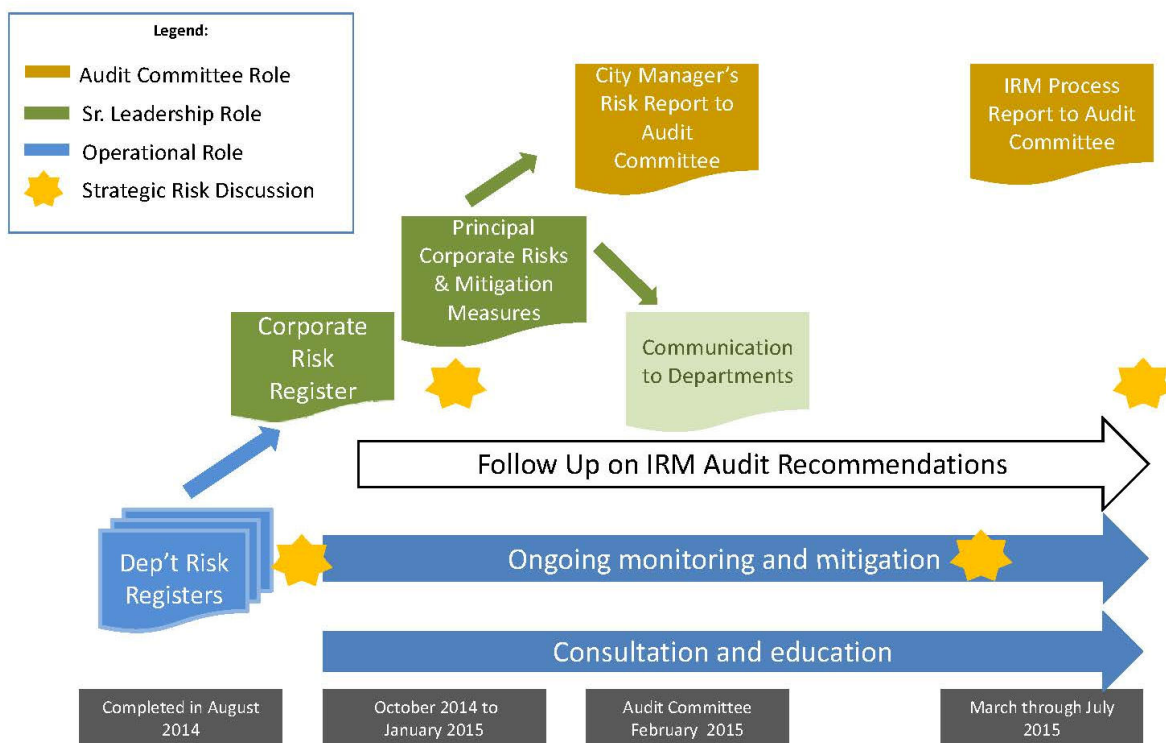 Legend:
Audit Committee Role
Sr. Leadership Role
Operational Role
Strategic Risk Discussion
City Manager's
Risk Report to
Audit
Committee
IRM Process
Report to Audit
Committee
Principal
Corporate Risks
& Mitigation
Measures
Corporate
Risk
Register
Communication
to Departments
Follow Up on IRM Audit Recommendations
Dep't Risk
Registers
Ongoing monitoring and mitigation
Consultation and education
Completed in August
2014
October 2014 to
January 2015
Audit Committee
February 2015
March through July
2015